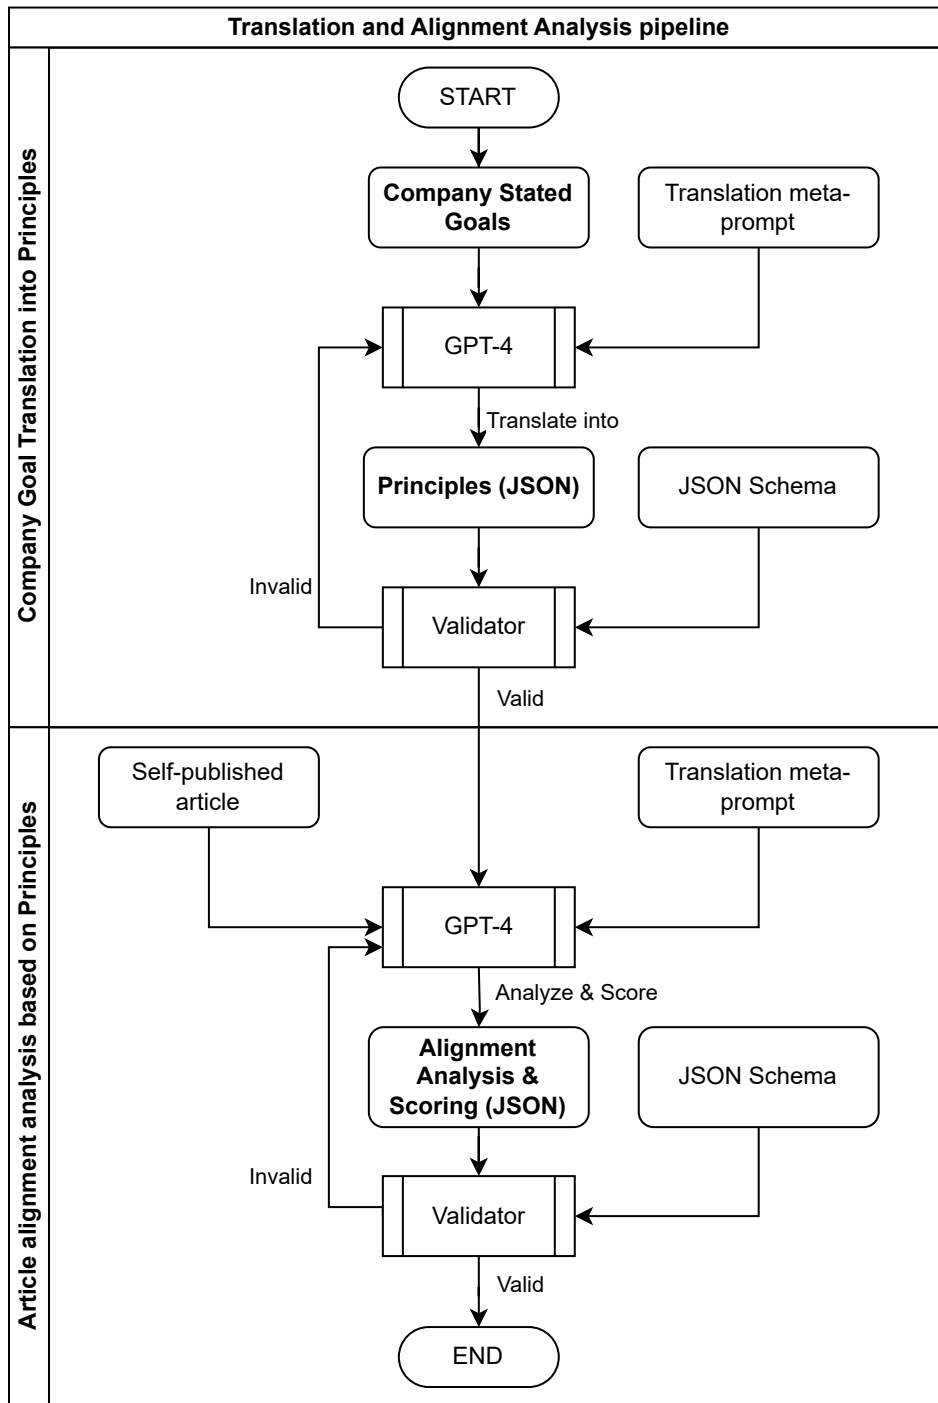 Translation and Alignment Analysis pipeline
Company Goal Translation into Principles
START
Company Stated
Goals
Translation meta-
prompt
GPT-4
Translate into
Principles (JSON)
JSON Schema
Invalid
Validator
Valid
Article alignment analysis based on Principles
Self-published
article
Translation meta-
prompt
GPT-4
Analyze & Score
Alignment
Analysis &
Scoring (JSON)
JSON Schema
Invalid
Validator
Valid
END